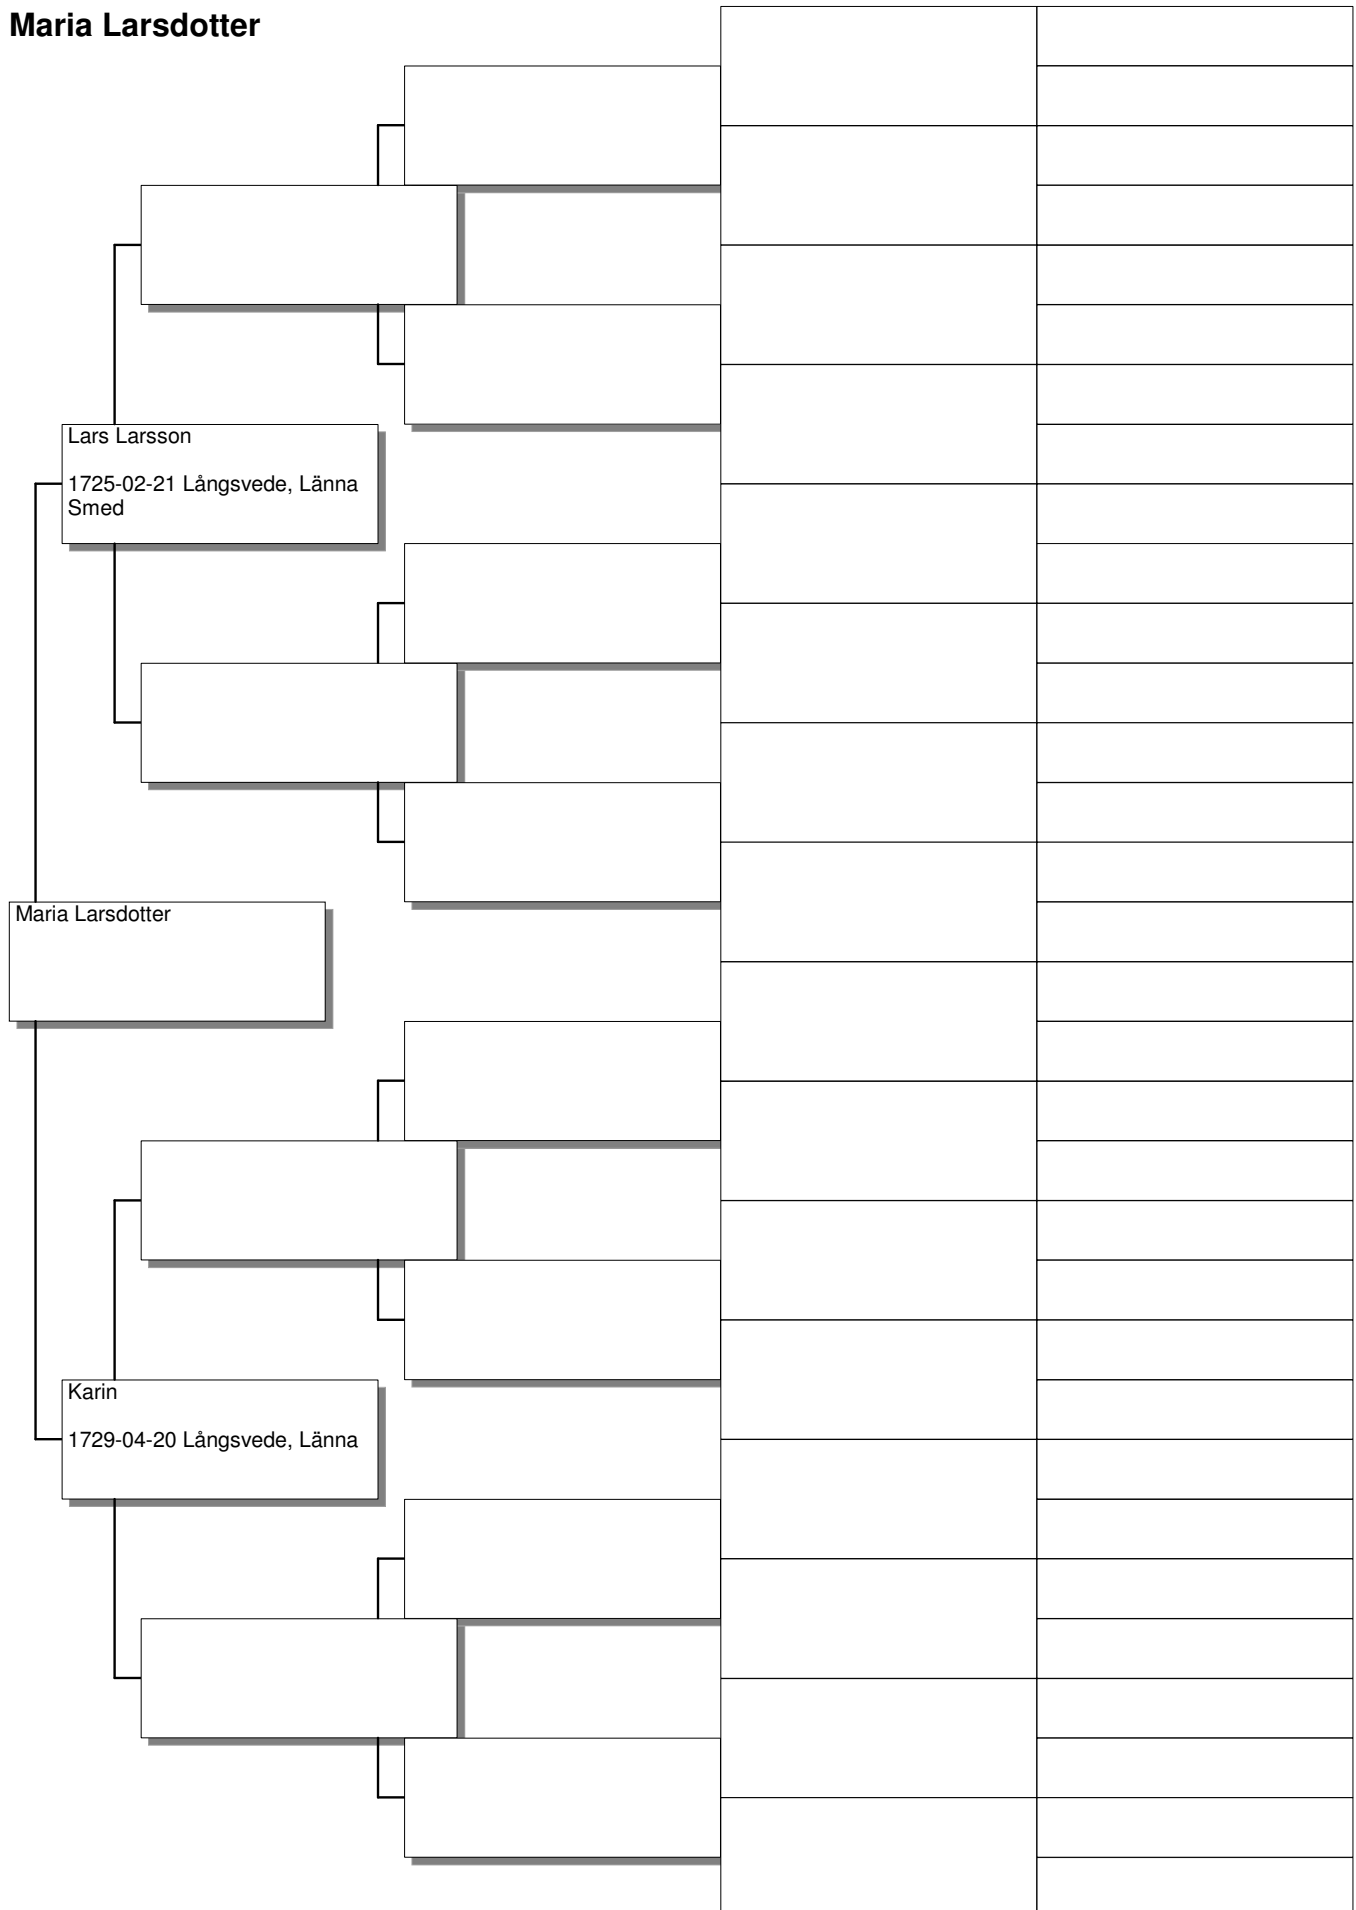 Maria Larsdotter
Lars Larsson
1725-02-21 Långsvede, Länna
Smed
Maria Larsdotter
Karin
1729-04-20 Långsvede, Länna